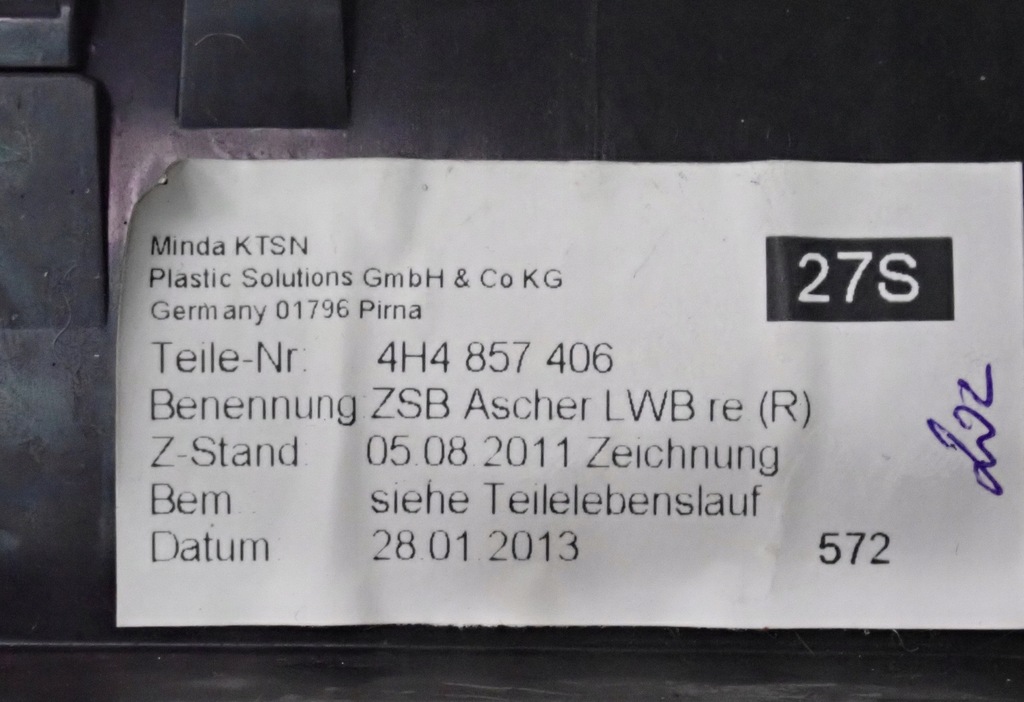 Minda KTSN
Plastic Solutions GmbH & Co KG
Germany 01796 Pirna
27S
Teile-Nr: 4H4 857 406
Benennung ZSB Ascher LWB re (R)
Z-Stand 05.08.2011 Zeichnung
Bem. siehe Teilelebenslauf
Datum 28.01.2013 572